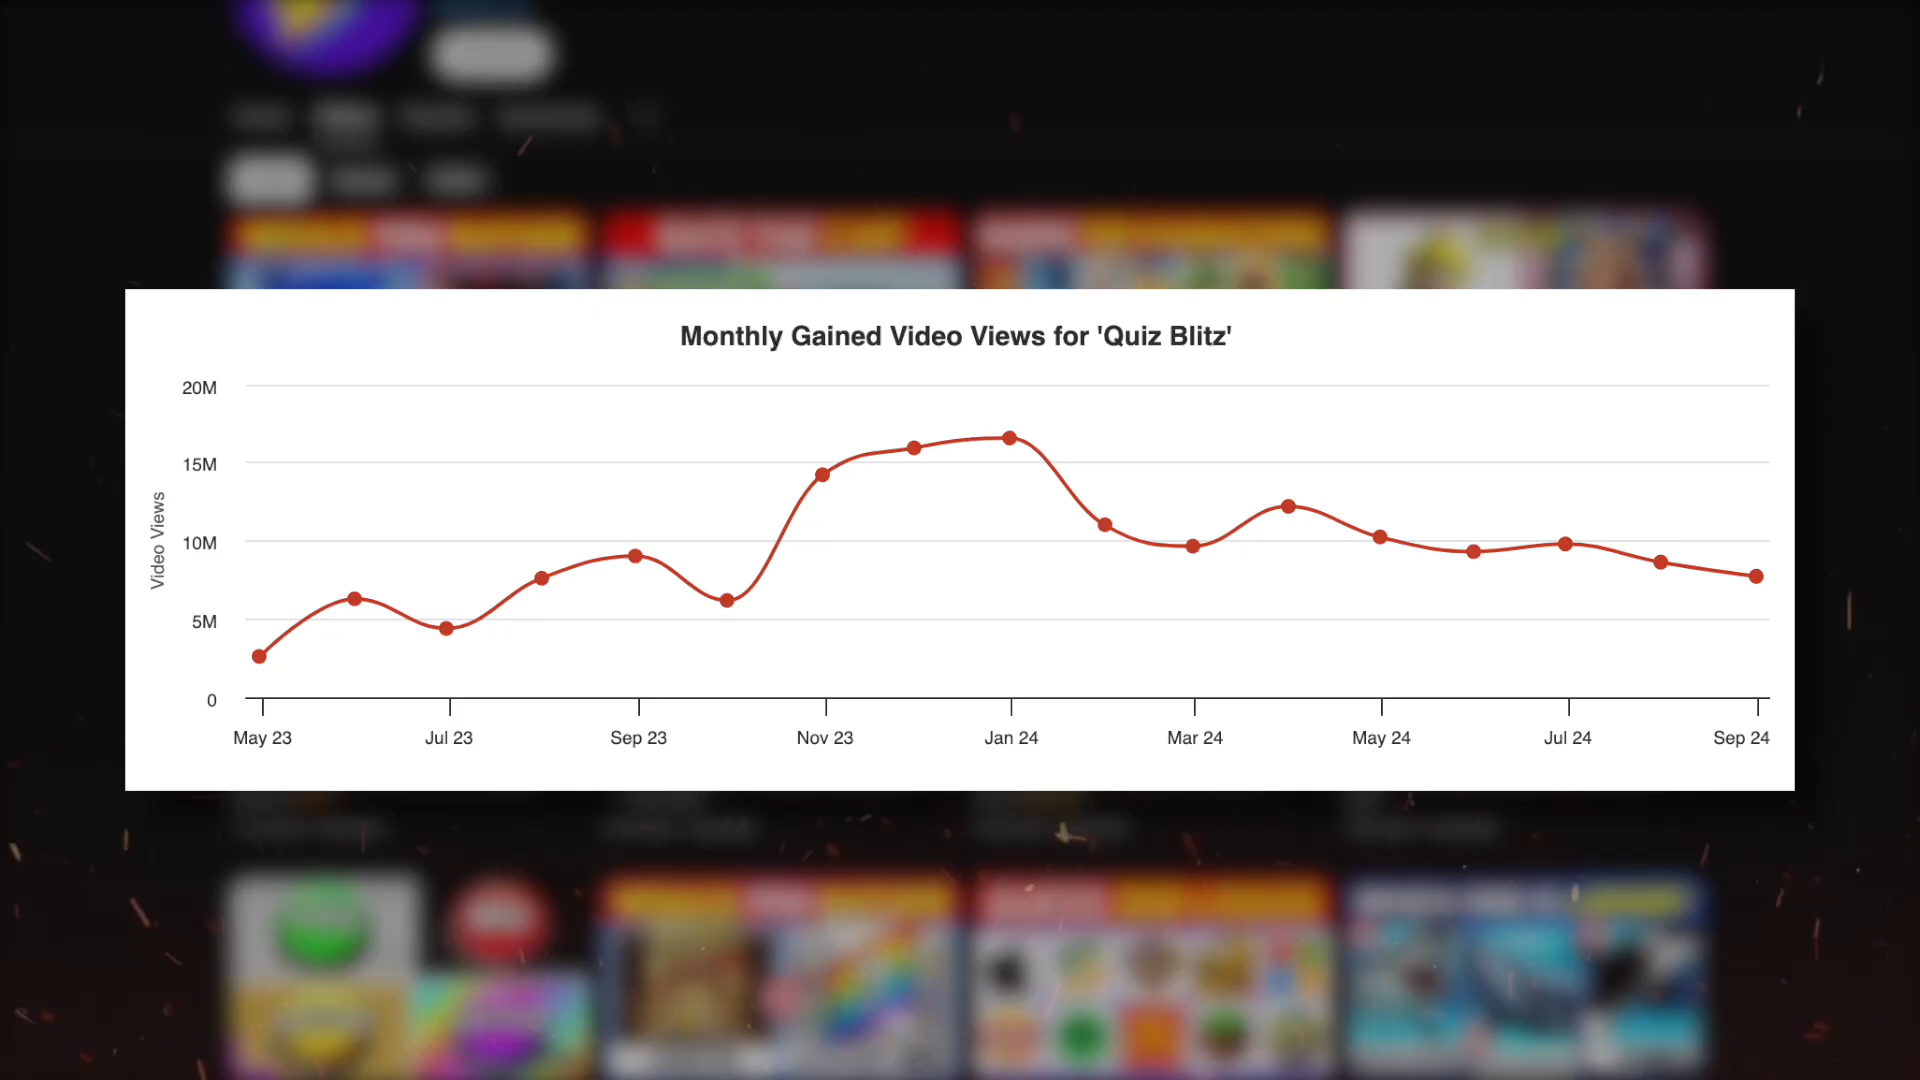 Monthly Gained Video Views for 'Quiz Blitz'
20M
15M
10M
5M
0
Video Views
May 23
Jul 23
Sep 23
Nov 23
Jan 24
Mar 24
May 24
Jul 24
Sep 24